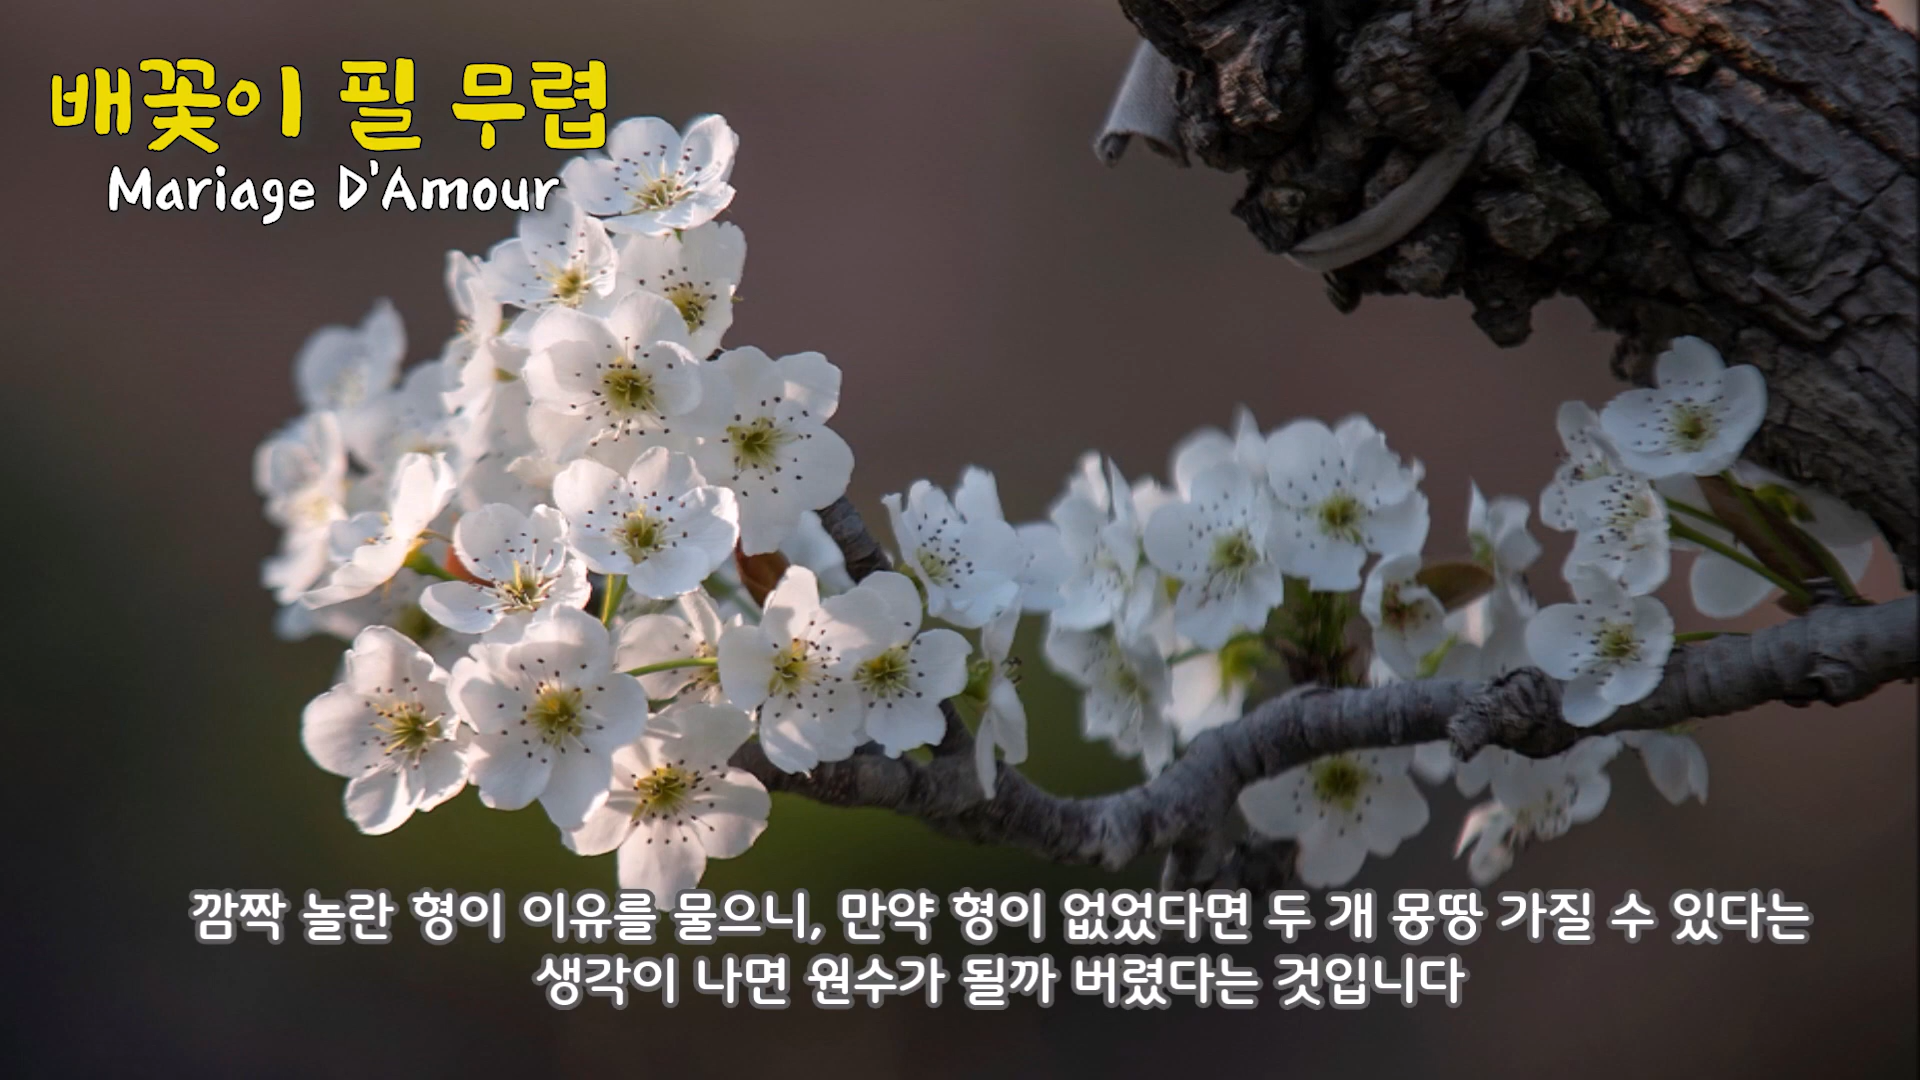 배꽃이 필 무렵
Mariage D'Amour
깜짝 놀란 형이 이유를 물으니, 만약 형이 없었다면 두 개 몽땅 가질 수 있다는
생각이 나면 원수가 될까 버렸다는 것입니다